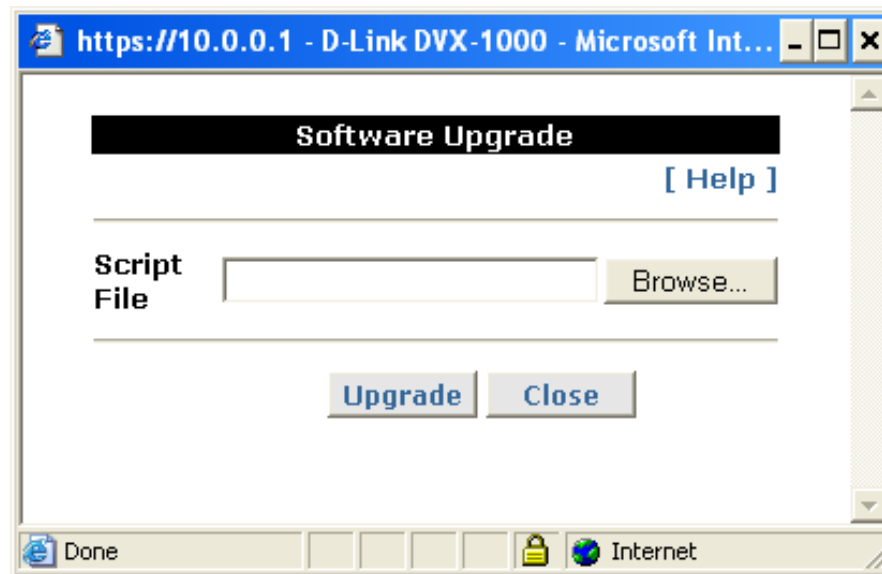 https://10.0.0.1 - D-Link DVX-1000 - Microsoft Int...
Software Upgrade
[ Help ]
Script
File
Browse...
Upgrade Close
Done Internet